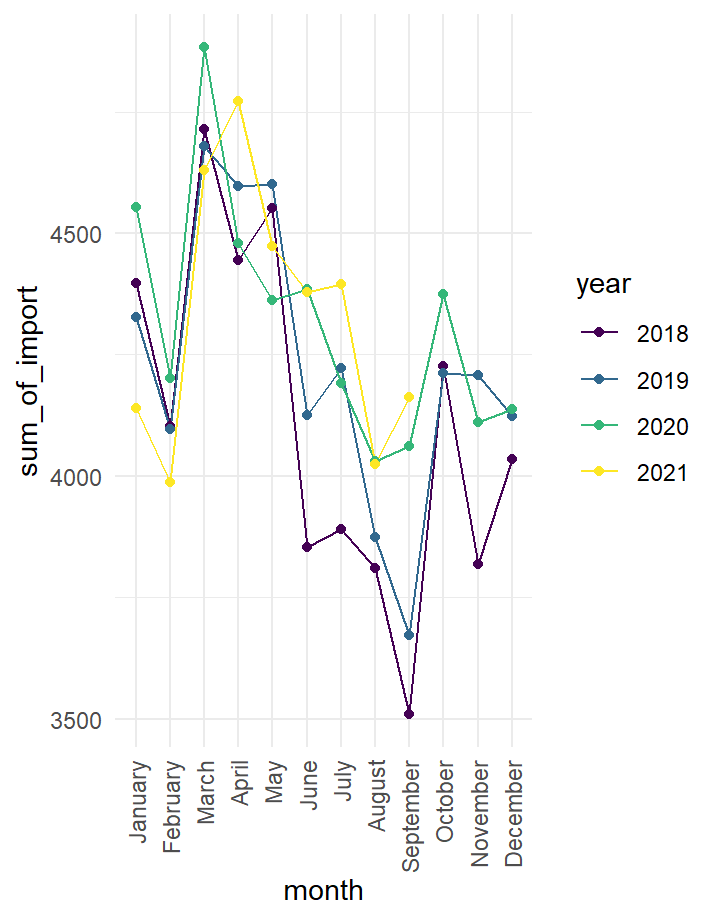 sum_of_import
4500
4000
3500
January
February
March
April
May
June
July
August
September
October
November
December
month
year
2018
2019
2020
2021